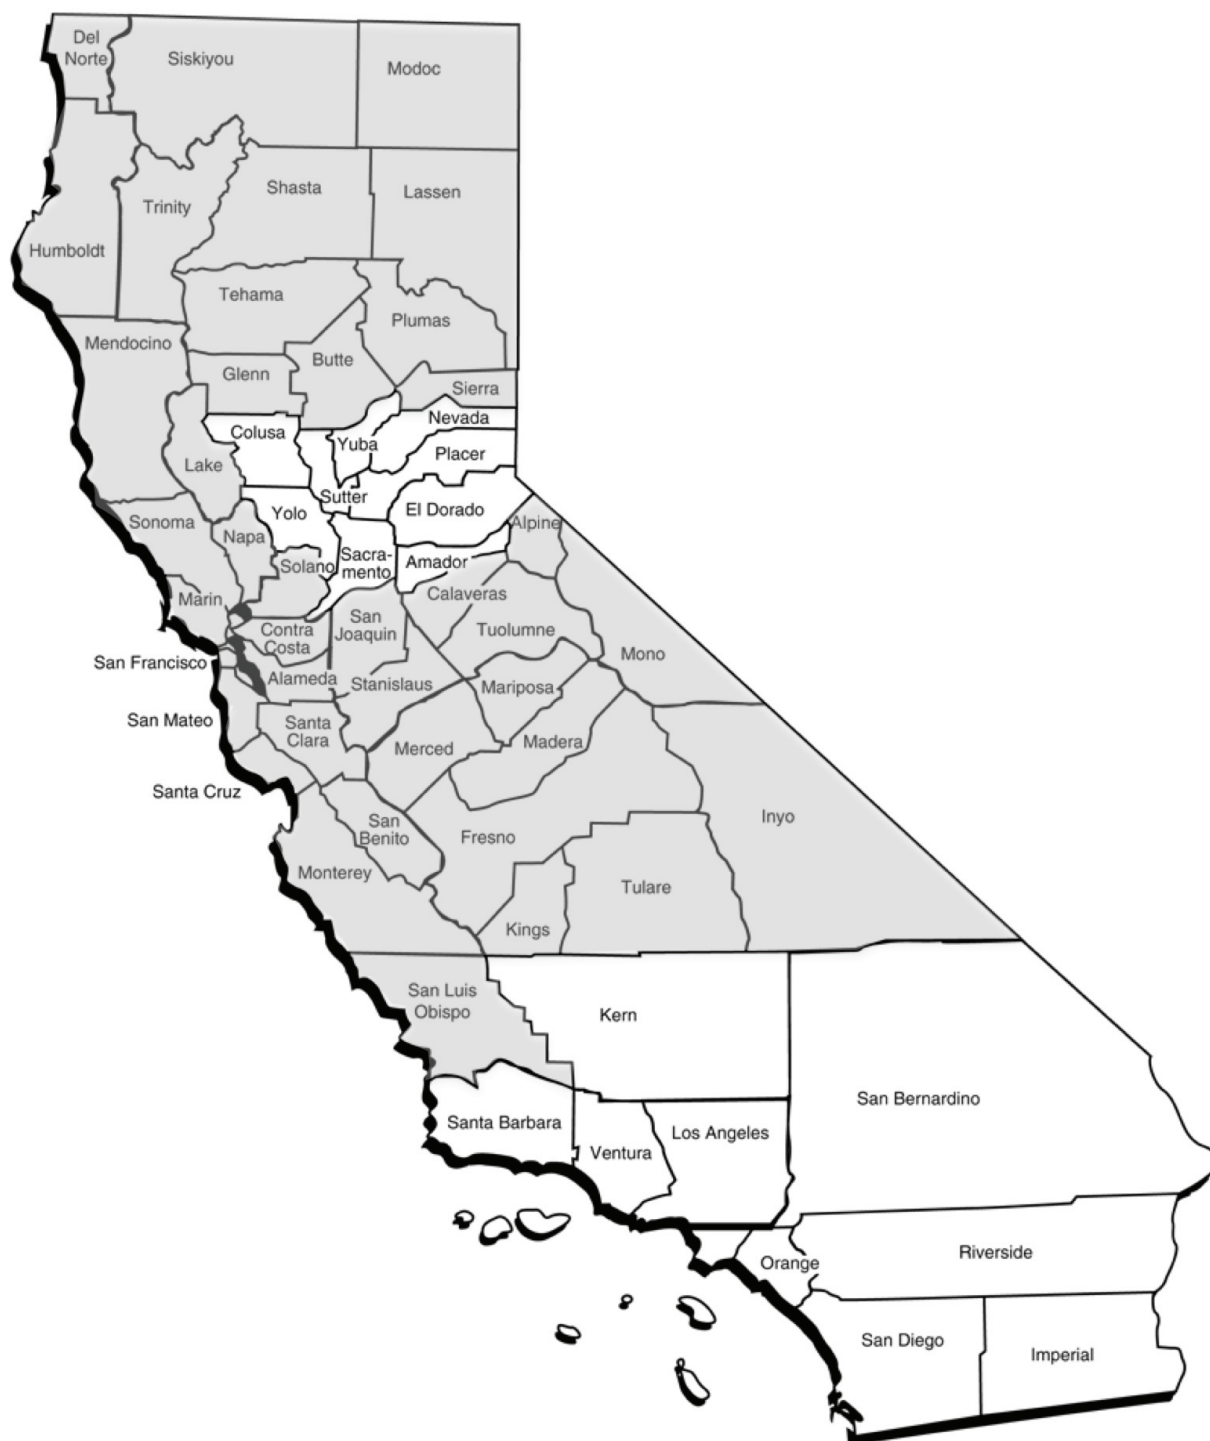 Del
Norte
Siskiyou
Modoc
Shasta
Lassen
Trinity
Humboldt
Tehama
Plumas
Mendocino
Butte
Glenn
Sierra
Nevada
Colusa
Yuba
Placer
Lake
Sutter
El Dorado
Yolo
Sonoma
Alpine
Napa
Sacra-
mento
Amador
Solano
Calaveras
Marin
San
Joaquin
Contra
Costa
Tuolumne
Mono
San Francisco
Alameda
Stanislaus
Mariposa
San Mateo
Santa
Clara
Merced
Madera
Santa Cruz
Inyo
San
Benito
Fresno
Monterey
Tulare
Kings
San Luis
Obispo
Kern
San Bernardino
Santa Barbara
Los Angeles
Ventura
Orange
Riverside
San Diego
Imperial